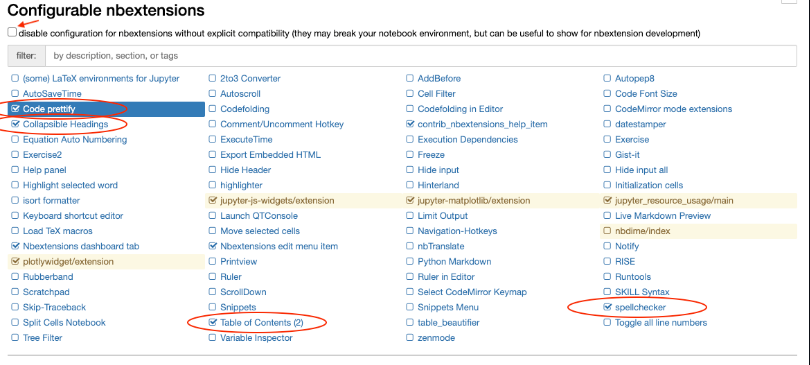 Configurable nbextensions
disable configuration for nbextensions without explicit compatibility (they may break your notebook environment, but can be useful to show for nbextension development)
filter: by description, section, or tags
(some) LaTeX environments for Jupyter 2to3 Converter AddBefore Autopep8
AutoSaveTime Autoscroll Cell Filter Code Font Size
Code prettify Codefolding Codefolding in Editor CodeMirror mode extensions
Collapsible Headings Comment/Uncomment Hotkey contrib_nbextensions_help_item datestamper
Equation Auto Numbering ExecuteTime Execution Dependencies Exercise
Exercise2 Export Embedded HTML Freeze Gist-it
Help panel Hide Header Hide input Hide input all
Highlight selected word highlighter Hinterland Initialization cells
isort formatter jupyter-js-widgets/extension jupyter-matplotlib/extension jupyter_resource_usage/main
Keyboard shortcut editor Launch QTConsole Limit Output Live Markdown Preview
Load TeX macros Move selected cells Navigation-Hotkeys nbdime/index
Nbextensions dashboard tab Nbextensions edit menu item nbTranslate Notify
plotlywidget/extension Printview Python Markdown RISE
Rubberband Ruler Ruler in Editor Runtools
Scratchpad ScrollDown Select CodeMirror Keymap SKILL Syntax
Skip-Traceback Snippets Snippets Menu spellchecker
Split Cells Notebook Table of Contents (2) table_beautifier Toggle all line numbers
Tree Filter Variable Inspector zenmode